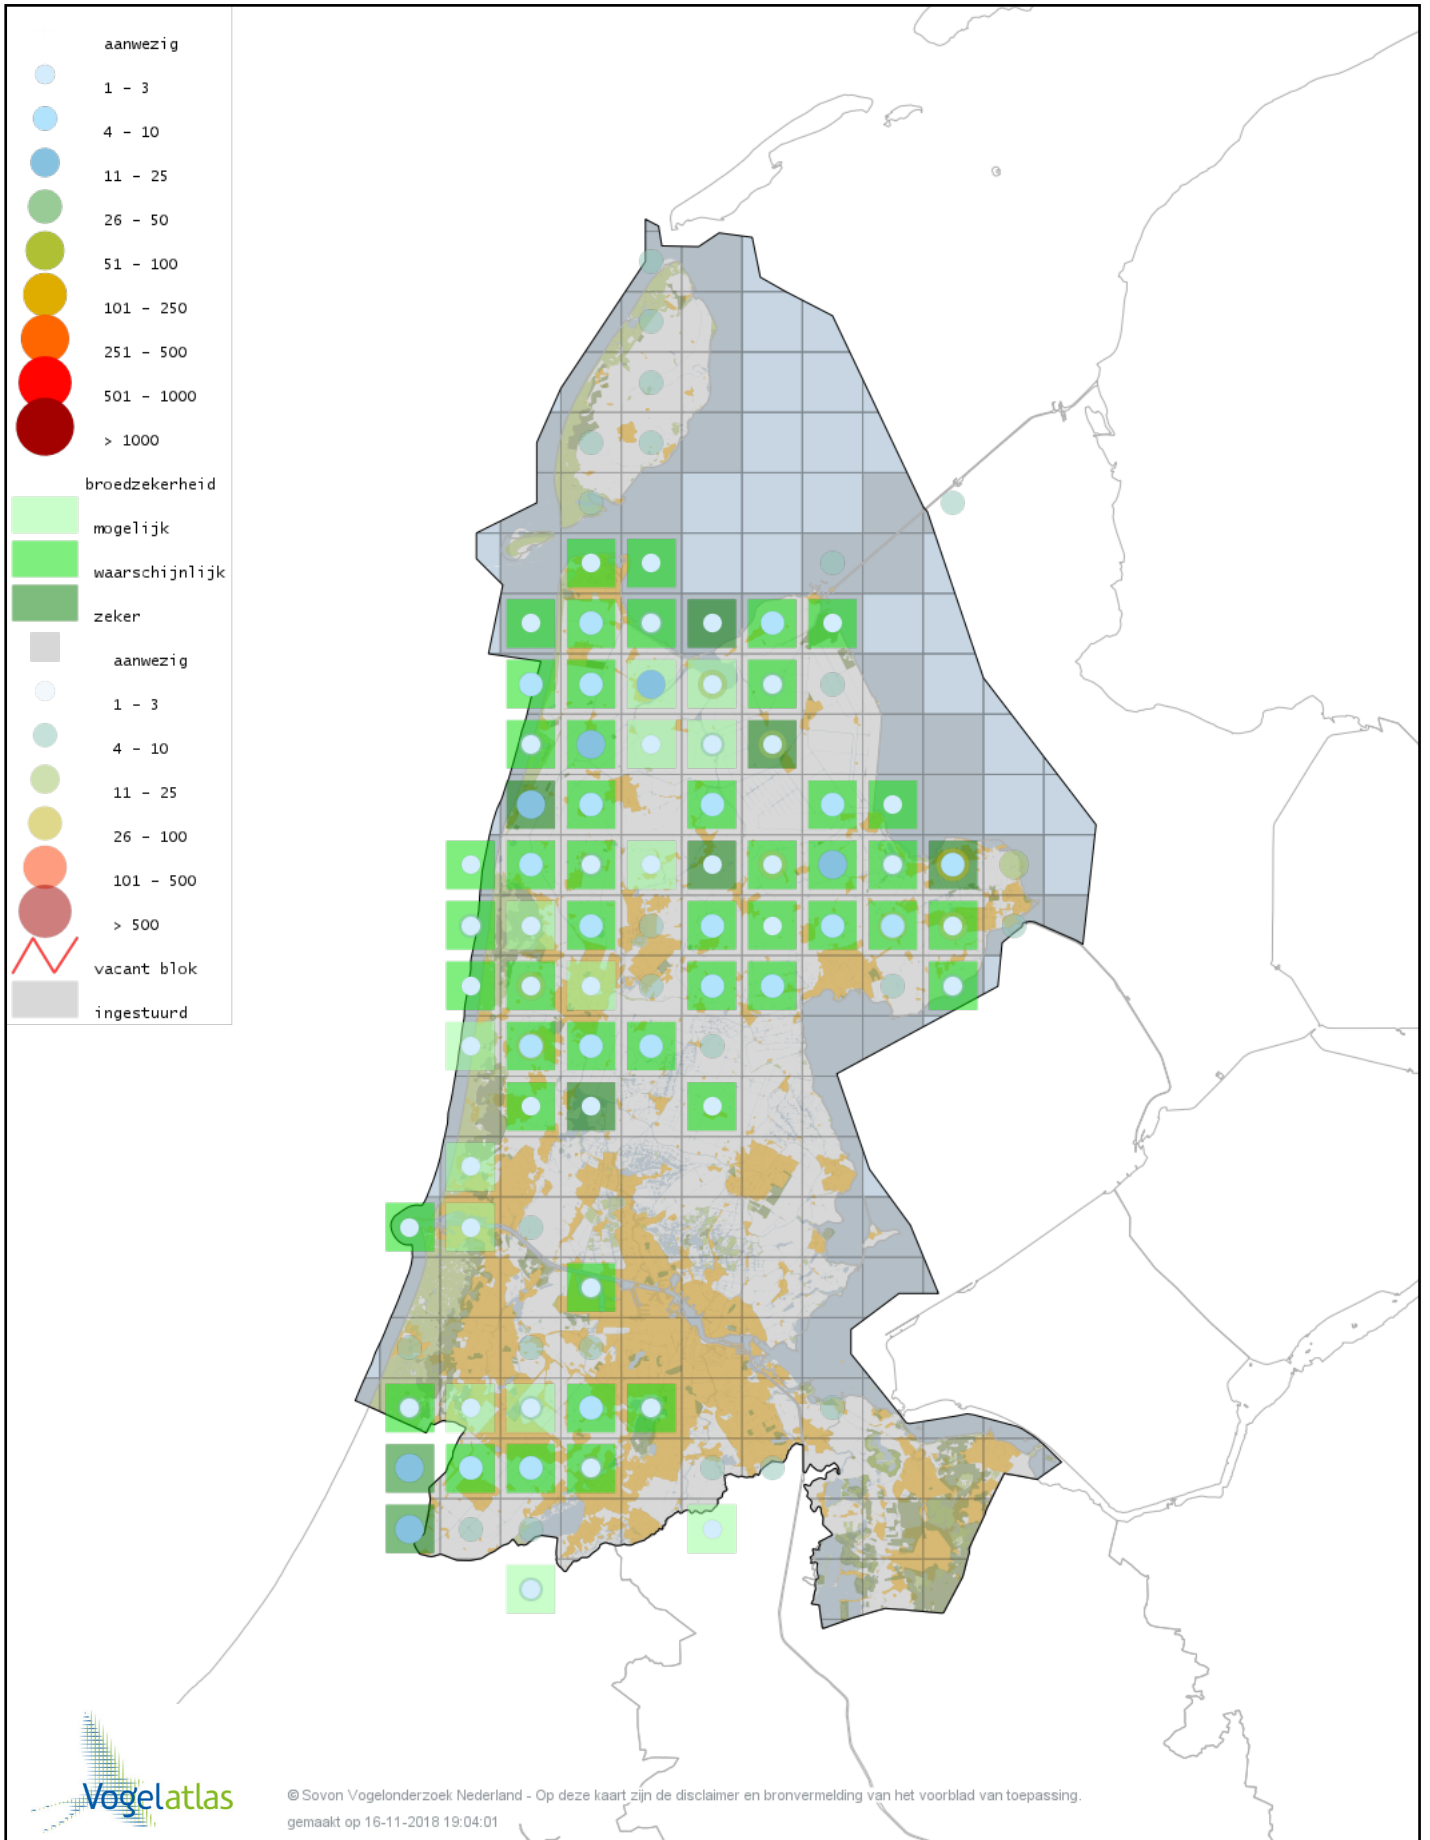 aanwezig
1 - 3
4 - 10
11 - 25
26 - 50
51 - 100
101 - 250
251 - 500
501 - 1000
> 1000
broedzekerheid
mogelijk
waarschijnlijk
zeker
aanwezig
1 - 3
4 - 10
11 - 25
26 - 100
101 - 500
> 500
vacant blok
ingestuurd
Vogelatlas
© Sovon Vogelonderzoek Nederland - Op deze kaart zijn de disclaimer en bronvermelding van het voorblad van toepassing.
gemaakt op 16-11-2018 19:04:01